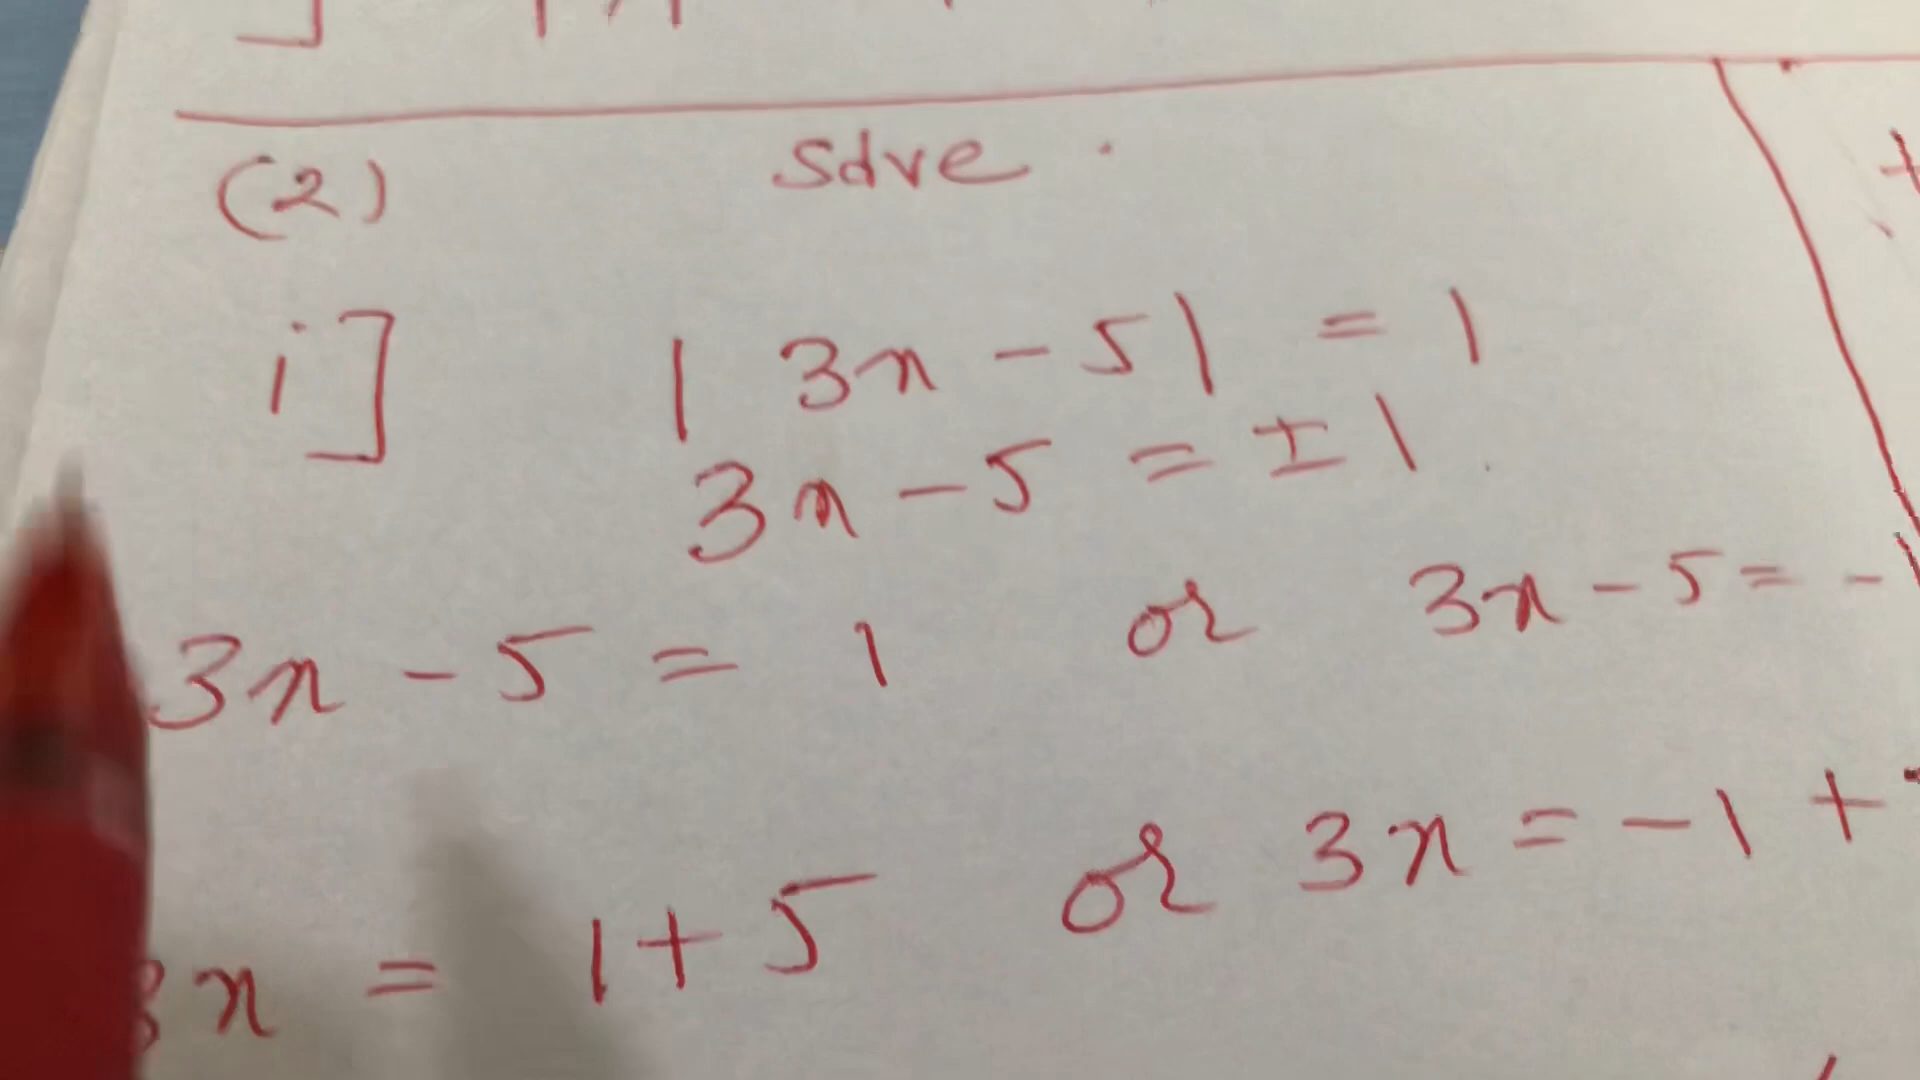 (2) Solve .
i] | 3x - 5 | = 1
3x - 5 = ± 1
3x - 5 = 1 or 3x - 5 = -
3x = 1 + 5 or 3x = - 1 +